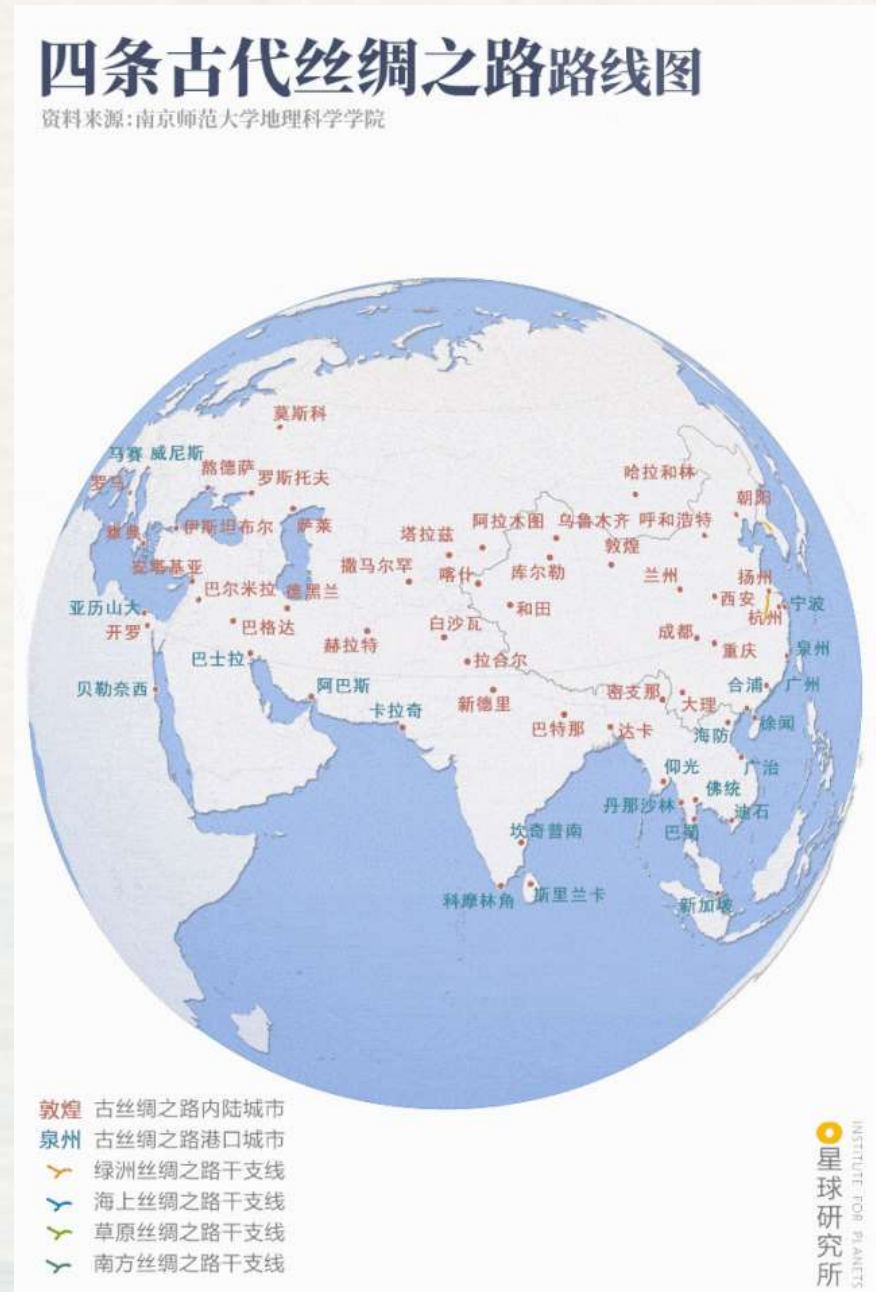 四条古代丝绸之路路线图
资料来源:南京师范大学地理科学学院
莫斯科
马赛 威尼斯
敖德萨
罗马
罗斯托夫
哈拉和林
朝阳
雅典
伊斯坦布尔
萨莱
塔拉兹
阿拉木图
乌鲁木齐
呼和浩特
敦煌
安塔基亚
巴尔米拉
德黑兰
撒马尔罕
喀什
库尔勒
兰州
扬州
西安
宁波
亚历山大
开罗
巴格达
赫拉特
白沙瓦
和田
杭州
成都
重庆
泉州
巴士拉
拉合尔
贝勒奈西
阿巴斯
新德里
密支那
大理
合浦
广州
卡拉奇
巴特那
达卡
海防
徐闻
仰光
广治
佛统
丹那沙林
迪石
巴蜀
坎奇普南
科摩林角
斯里兰卡
新加坡
敦煌 古丝绸之路内陆城市
泉州 古丝绸之路港口城市
绿洲丝绸之路干支线
海上丝绸之路干支线
草原丝绸之路干支线
南方丝绸之路干支线
星球研究所
INSTITUTE FOR PLANETS